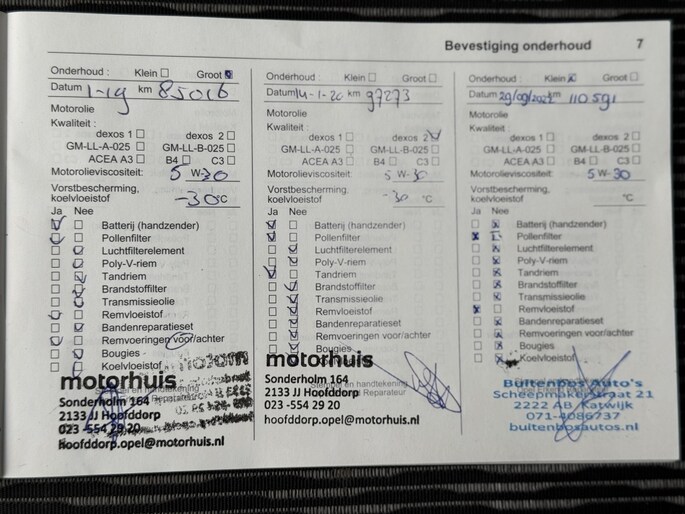 Bevestiging onderhoud 7
Onderhoud : Klein Groot
Datum 1-19 km 85016
Motorolie
Kwaliteit :
dexos 1 dexos 2
GM-LL-A-025 GM-LL-B-025
ACEA A3 B4 C3
Motorolieviscositeit: 5 W-30
Vorstbescherming,
koelvloeistof -30°C
Ja Nee
Batterij (handzender)
Pollenfilter
Luchtfilterelement
Poly-V-riem
Tandriem
Brandstoffilter
Transmissieolie
Remvloeistof
Bandenreparatieset
Remvoeringen voor/achter
Bougies
Koelvloeistof
motorhuis
Sonderholm 164
2133 JJ Hoofddorp
023 -554 29 20
hoofddorp.opel@motorhuis.nl
Onderhoud : Klein Groot
Datum 14-1-20 km 97273
Motorolie
Kwaliteit :
dexos 1 dexos 2
GM-LL-A-025 GM-LL-B-025
ACEA A3 B4 C3
Motorolieviscositeit: 5 W-30
Vorstbescherming,
koelvloeistof -30 °C
Ja Nee
Batterij (handzender)
Pollenfilter
Luchtfilterelement
Poly-V-riem
Tandriem
Brandstoffilter
Transmissieolie
Remvloeistof
Bandenreparatieset
Remvoeringen voor/achter
Bougies
motorhuis
Sonderholm 164
2133 JJ Hoofddorp
023 -554 29 20
hoofddorp.opel@motorhuis.nl
Onderhoud : Klein Groot
Datum km 110591
Motorolie
Kwaliteit :
dexos 1 dexos 2
GM-LL-A-025 GM-LL-B-025
ACEA A3 B4 C3
Motorolieviscositeit: 5 W-30
Vorstbescherming,
koelvloeistof °C
Ja Nee
Batterij (handzender)
Pollenfilter
Luchtfilterelement
Poly-V-riem
Tandriem
Brandstoffilter
Transmissieolie
Remvloeistof
Bandenreparatieset
Remvoeringen voor/achter
Bougies
Koelvloeistof
Buitenbos Auto's
Scheepmakerstraat 21
2222 AB Katwijk
071-4086737
buitenbosautos.nl